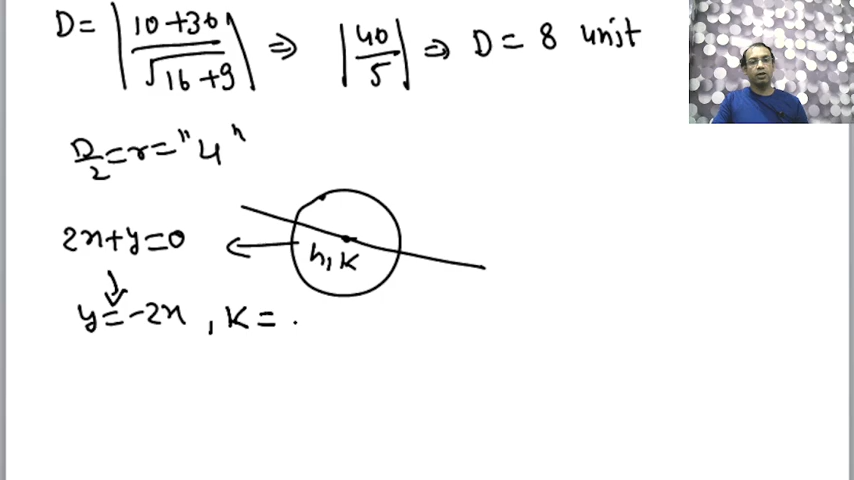 D = |10+30/√16+9| ⇒ |40/5| ⇒ D = 8 unit
D/2 = r = "4"
2x+y=0
h, k
y = -2x , K = .